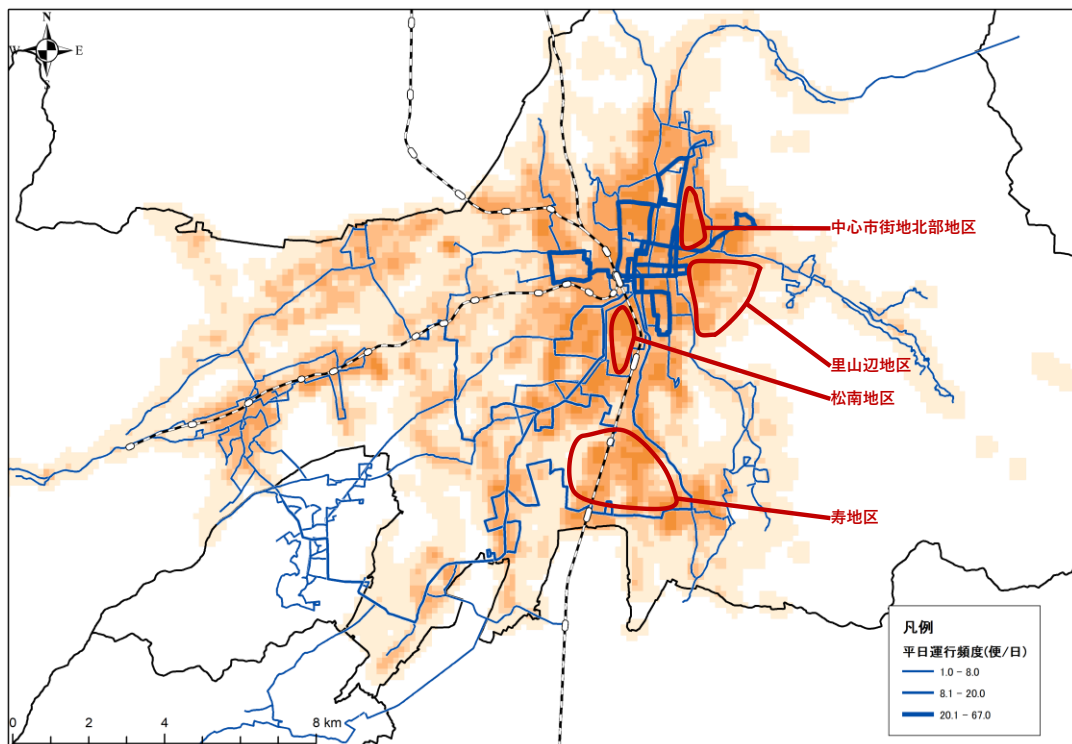 N
W
E
S
中心市街地北部地区
里山辺地区
松南地区
寿地区
凡例
平日運行頻度(便/日)
1.0 - 8.0
8.1 - 20.0
20.1 - 67.0
0 2 4 8 km